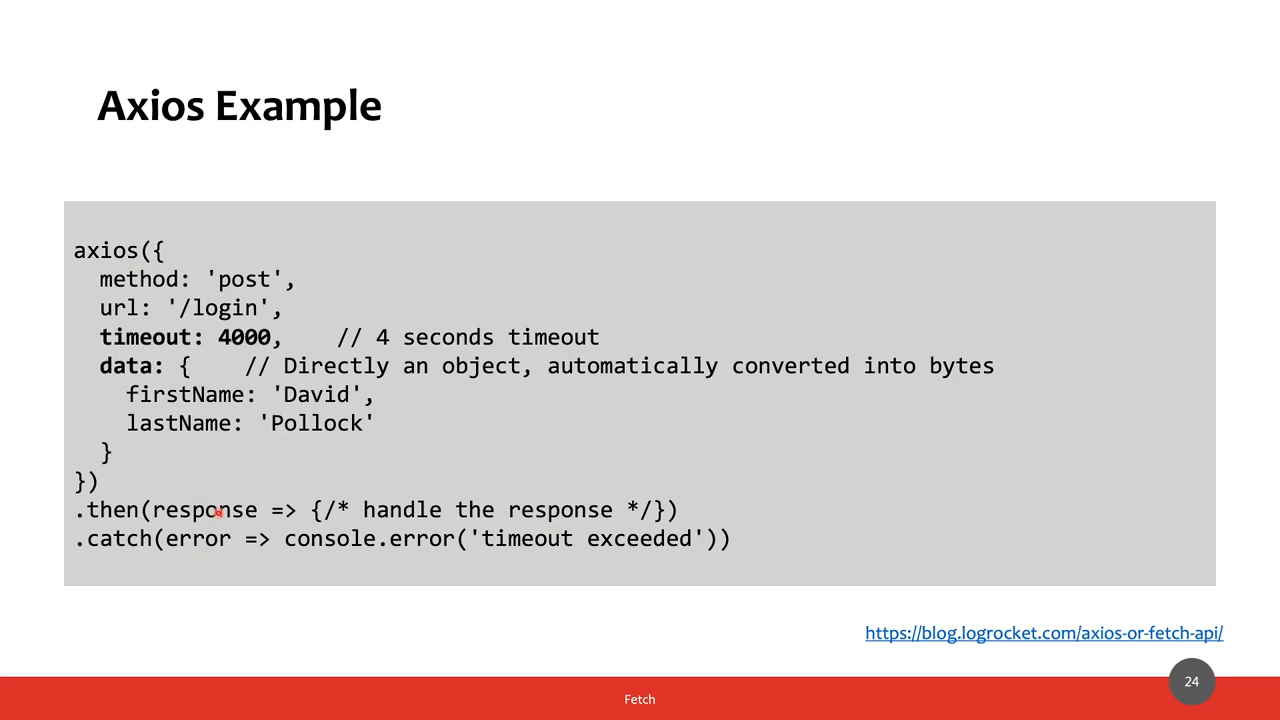 Axios Example
axios({
  method: 'post',
  url: '/login',
  timeout: 4000,    // 4 seconds timeout
  data: {    // Directly an object, automatically converted into bytes
    firstName: 'David',
    lastName: 'Pollock'
  }
})
.then(response => {/* handle the response */})
.catch(error => console.error('timeout exceeded'))
https://blog.logrocket.com/axios-or-fetch-api/
24
Fetch